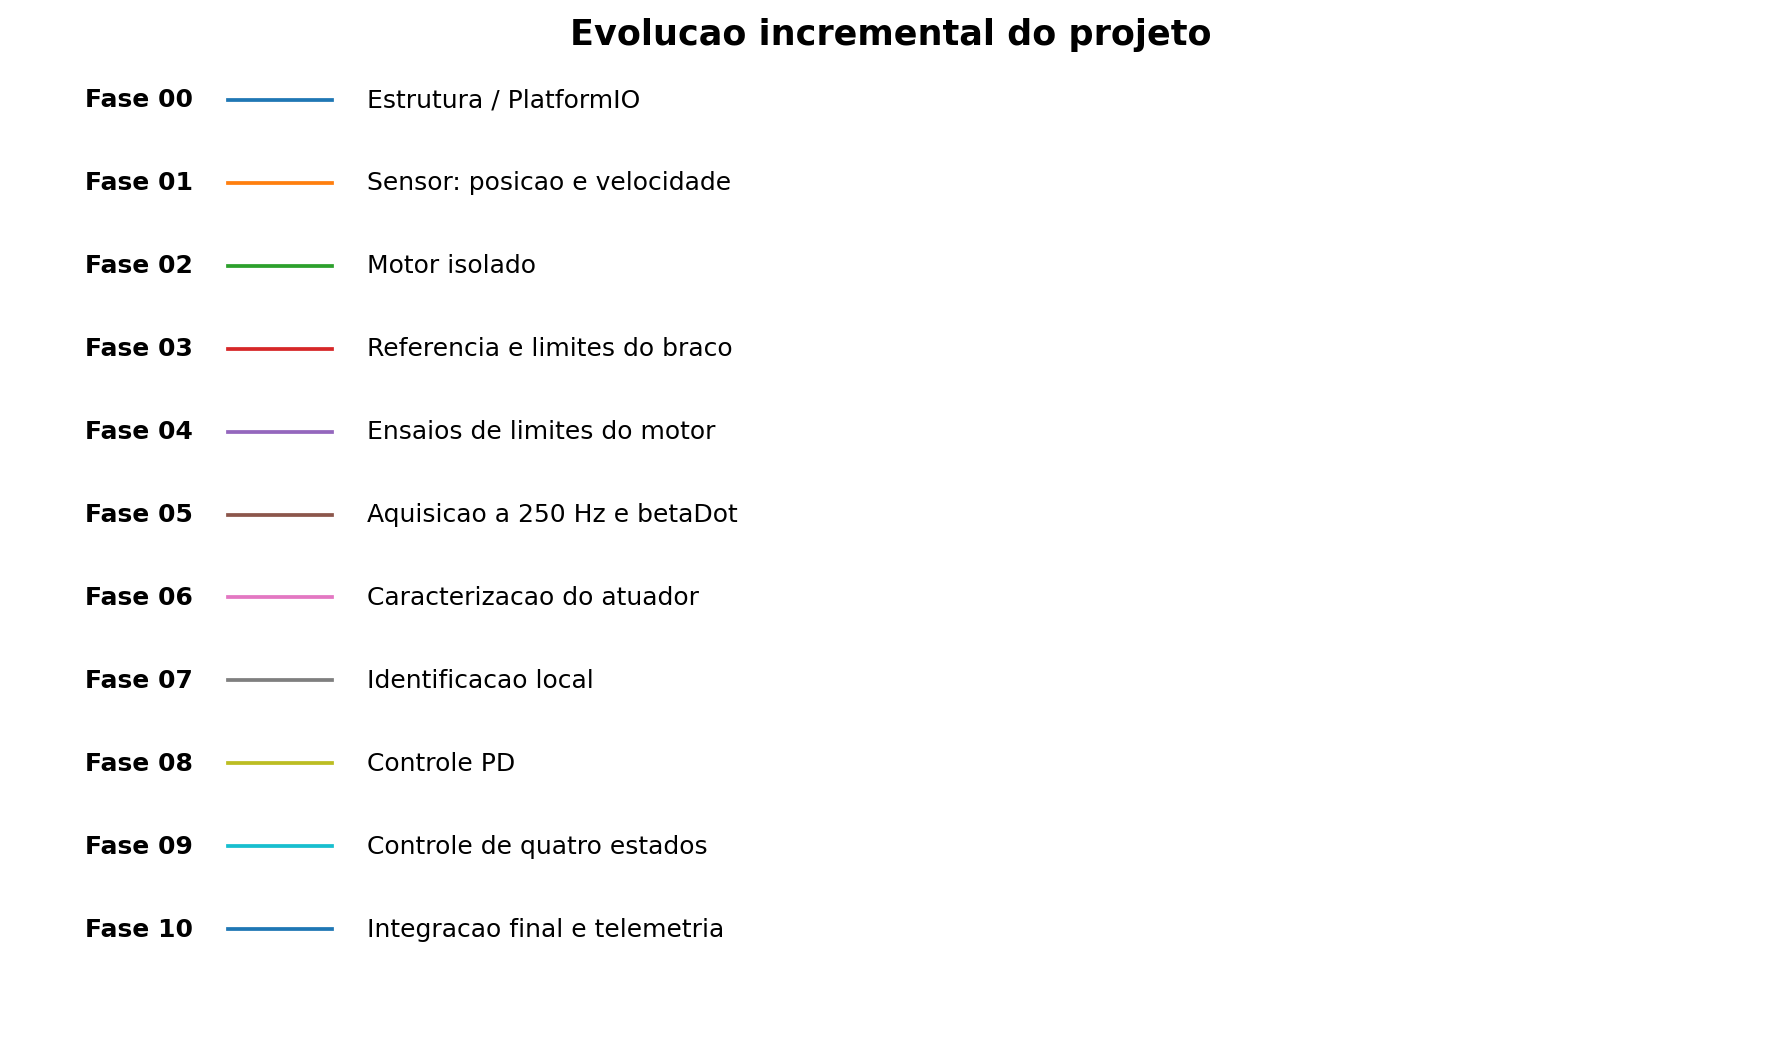 Evolucao incremental do projeto
Fase 00 Estrutura / PlatformIO
Fase 01 Sensor: posicao e velocidade
Fase 02 Motor isolado
Fase 03 Referencia e limites do braco
Fase 04 Ensaios de limites do motor
Fase 05 Aquisicao a 250 Hz e betaDot
Fase 06 Caracterizacao do atuador
Fase 07 Identificacao local
Fase 08 Controle PD
Fase 09 Controle de quatro estados
Fase 10 Integracao final e telemetria